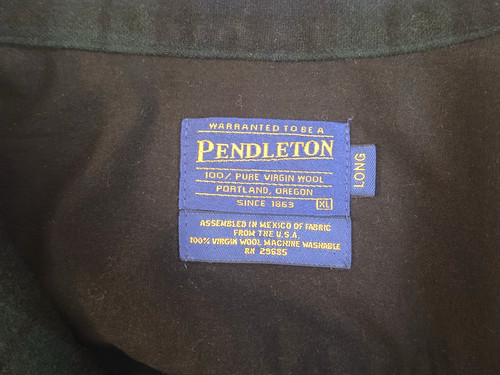 WARRANTED TO BE A
PENDLETON
100% PURE VIRGIN WOOL
PORTLAND, OREGON
SINCE 1863 XL
LONG
ASSEMBLED IN MEXICO OF FABRIC
FROM THE U.S.A.
100% VIRGIN WOOL MACHINE WASHABLE
RN 29685